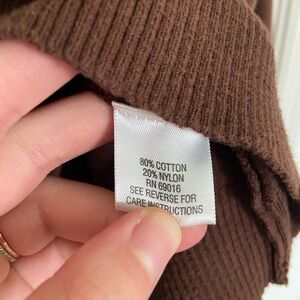 80% COTTON
20% NYLON
RN 69016
SEE REVERSE FOR
CARE INSTRUCTIONS